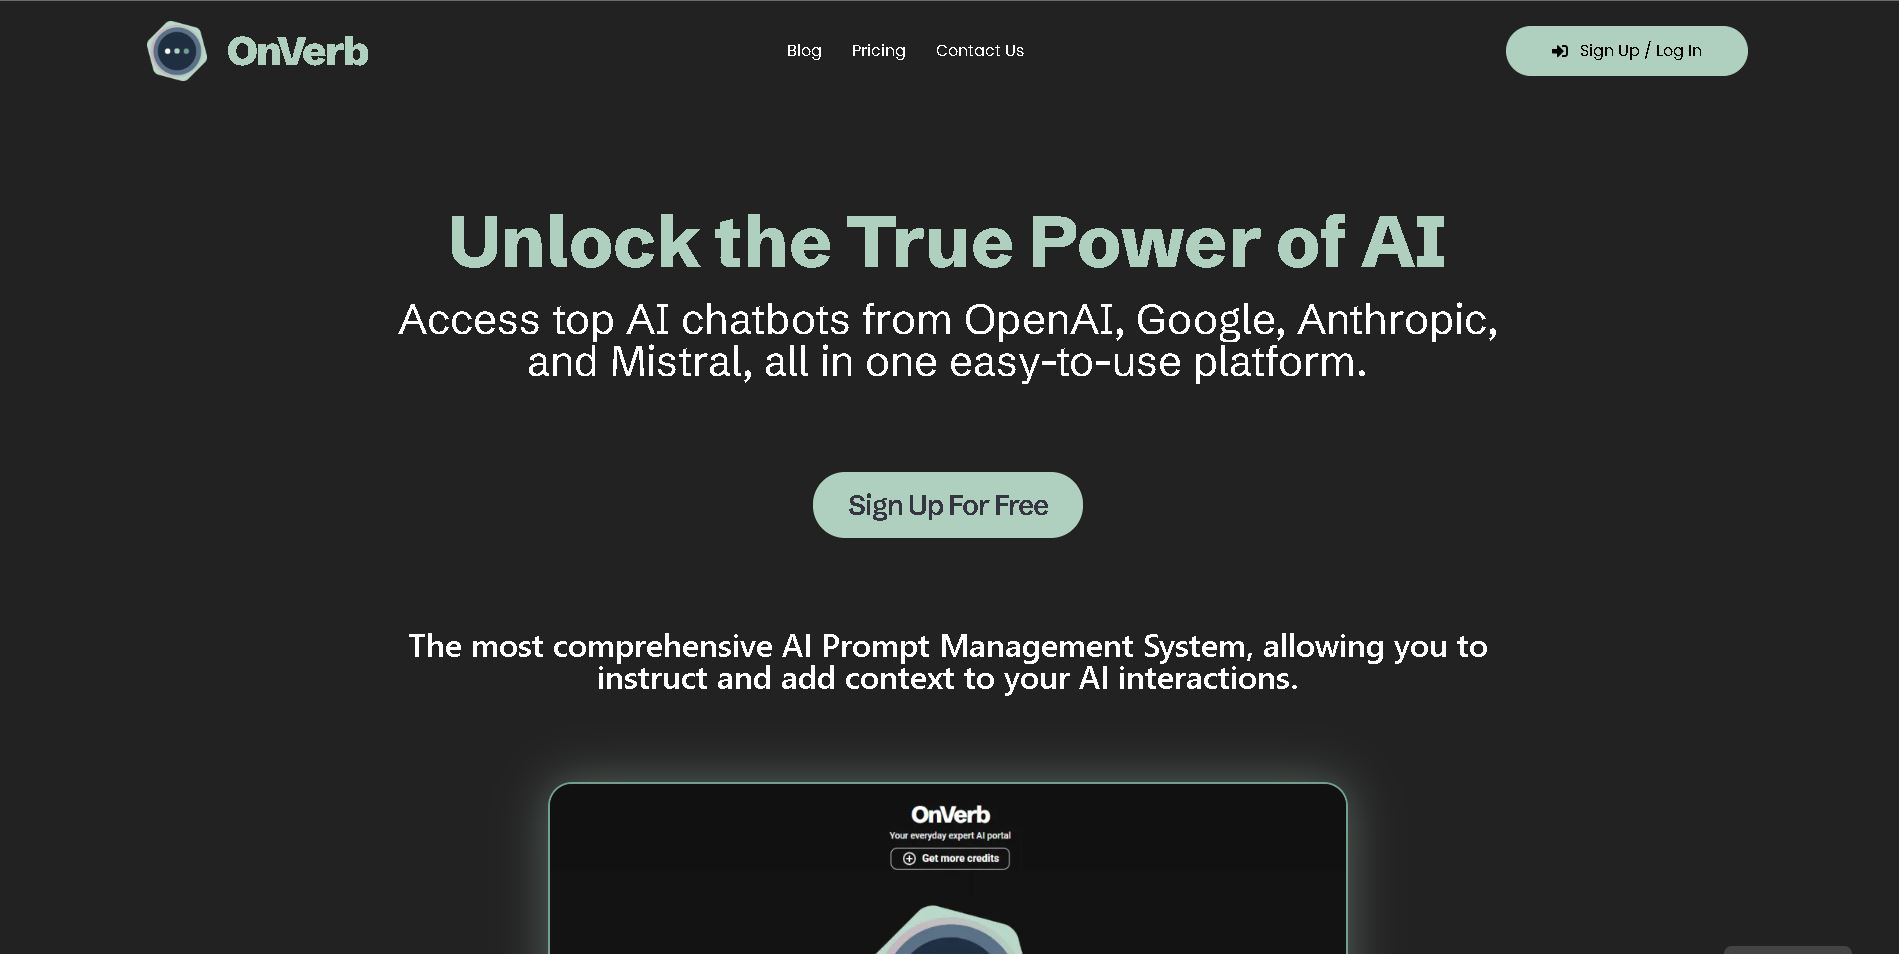 OnVerb
Blog
Pricing
Contact Us
Sign Up / Log In
Unlock the True Power of AI
Access top AI chatbots from OpenAI, Google, Anthropic,
and Mistral, all in one easy-to-use platform.
Sign Up For Free
The most comprehensive AI Prompt Management System, allowing you to
instruct and add context to your AI interactions.
OnVerb
Your everyday expert AI portal
Get more credits